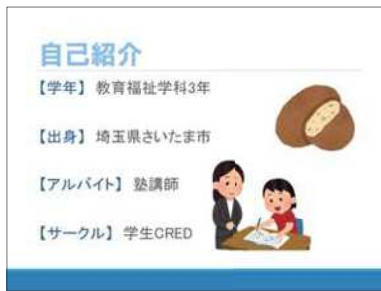 自己紹介
【学年】 教育福祉学科3年
【出身】 埼玉県さいたま市
【アルバイト】 塾講師
【サークル】 学生CRED